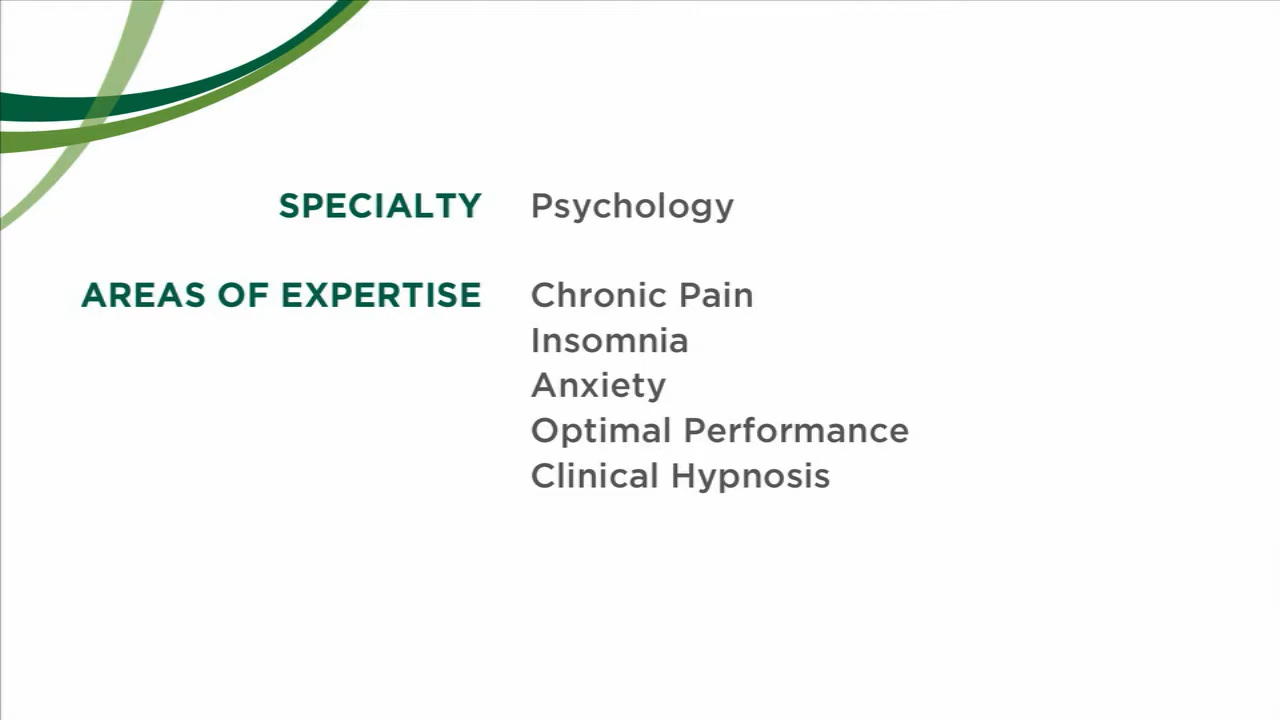 SPECIALTY Psychology
AREAS OF EXPERTISE Chronic Pain
Insomnia
Anxiety
Optimal Performance
Clinical Hypnosis